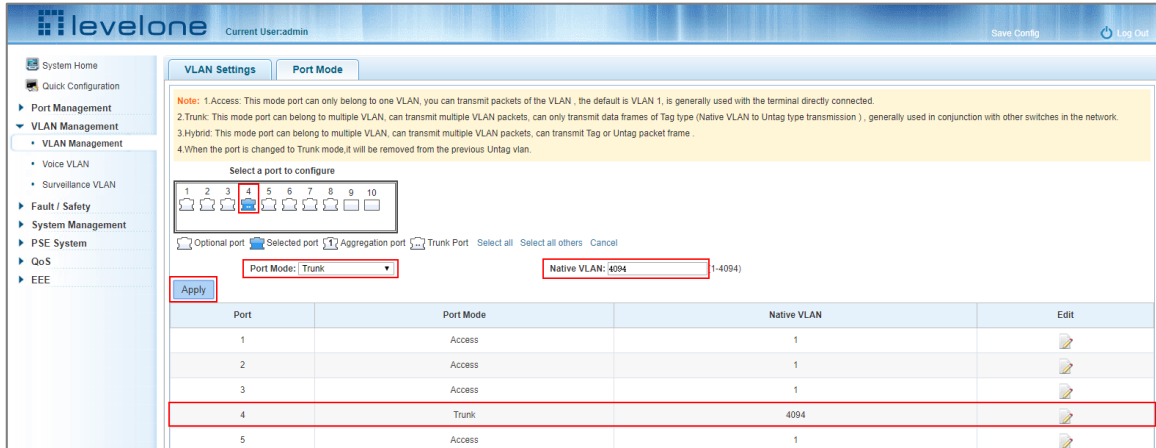 levelone Current User:admin Save Config Log Out
System Home
Quick Configuration
Port Management
VLAN Management
VLAN Management
Voice VLAN
Surveillance VLAN
Fault / Safety
System Management
PSE System
QoS
EEE
VLAN Settings Port Mode
Note: 1.Access: This mode port can only belong to one VLAN, you can transmit packets of the VLAN , the default is VLAN 1, is generally used with the terminal directly connected.
2.Trunk: This mode port can belong to multiple VLAN, can transmit multiple VLAN packets, can only transmit data frames of Tag type (Native VLAN to Untag type transmission ) , generally used in conjunction with other switches in the network.
3.Hybrid: This mode port can belong to multiple VLAN, can transmit multiple VLAN packets, can transmit Tag or Untag packet frame .
4.When the port is changed to Trunk mode,it will be removed from the previous Untag vlan.
Select a port to configure
1 2 3 4 5 6 7 8 9 10
Optional port Selected port 1 Aggregation port Trunk Port Select all Select all others Cancel
Port Mode: Trunk Native VLAN: 4094 (1-4094)
Apply
Port Port Mode Native VLAN Edit
1 Access 1
2 Access 1
3 Access 1
4 Trunk 4094
5 Access 1